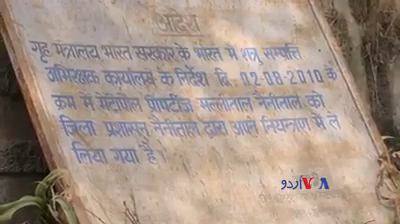 आदेश
गृह मंत्रालय भारत सरकार के भारत में शत्रु सम्पत्ति
अभिरक्षक कार्यालय के निर्देश दि. 02-08-2010 के
क्रम में मेट्रोपोल प्रापर्टीज मल्लीताल नैनीताल को
जिला प्रशासन नैनीताल द्वारा अपने नियन्त्रण में ले
लिया गया है।
VOA اردو